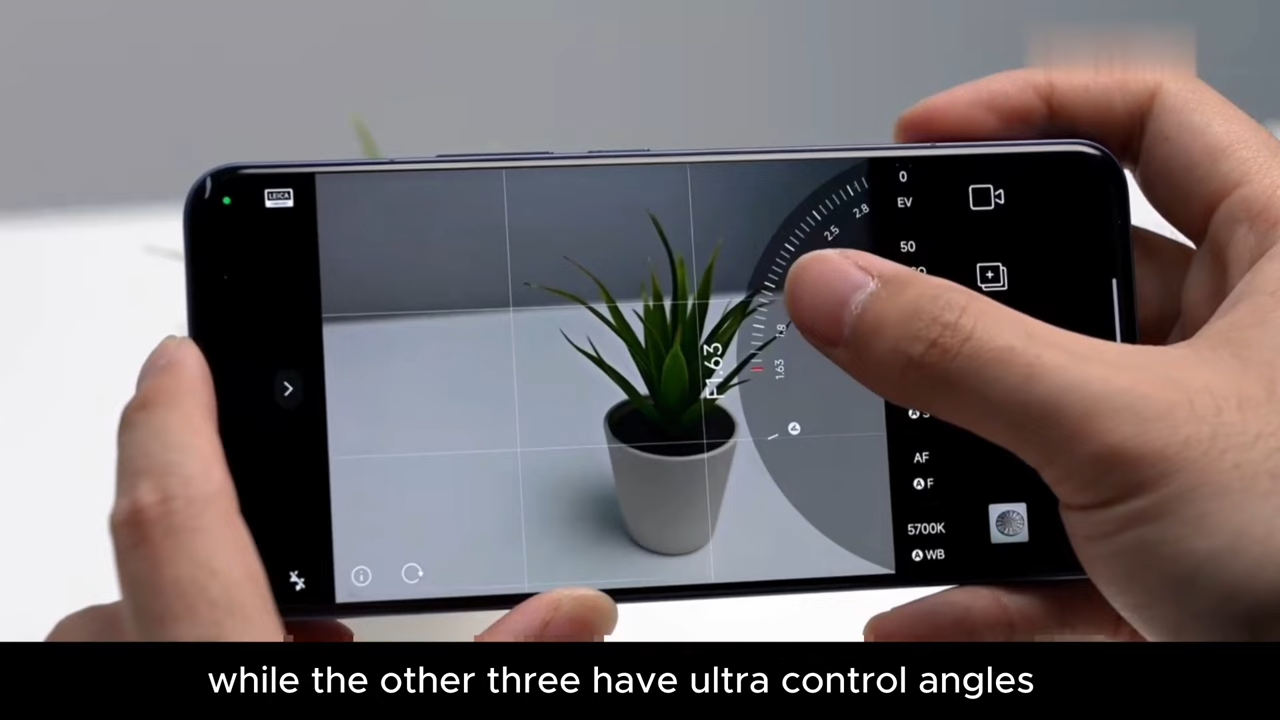 LEICA
0
EV
50
2.8
2.5
1.8
1.63
F1.63
A
AF
A F
5700K
A WB
while the other three have ultra control angles